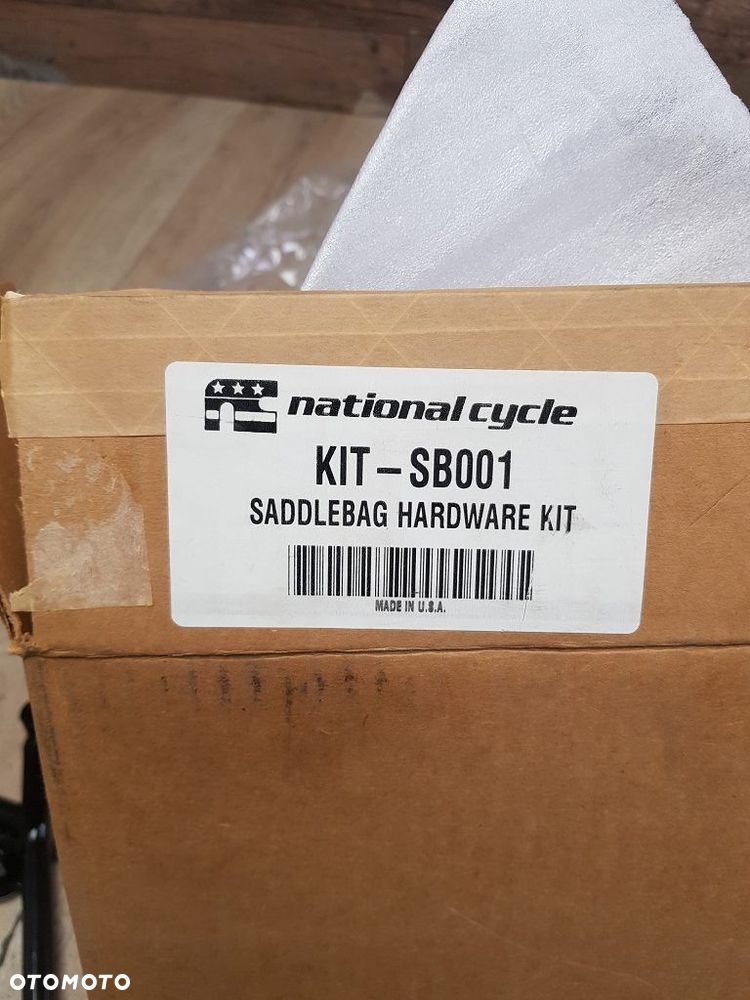 national cycle
KIT – SB001
SADDLEBAG HARDWARE KIT
MADE IN U.S.A.
OTOMOTO